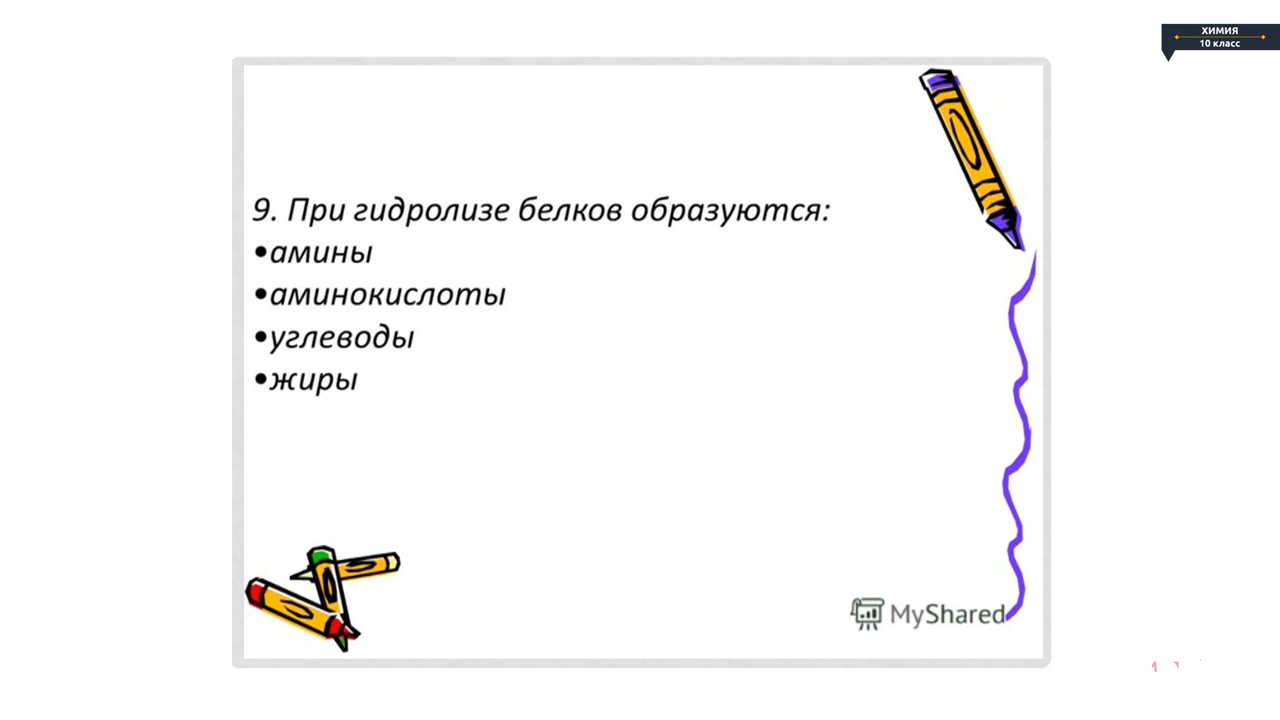 ХИМИЯ
10 класс
9. При гидролизе белков образуются:
•амины
•аминокислоты
•углеводы
•жиры
MyShared